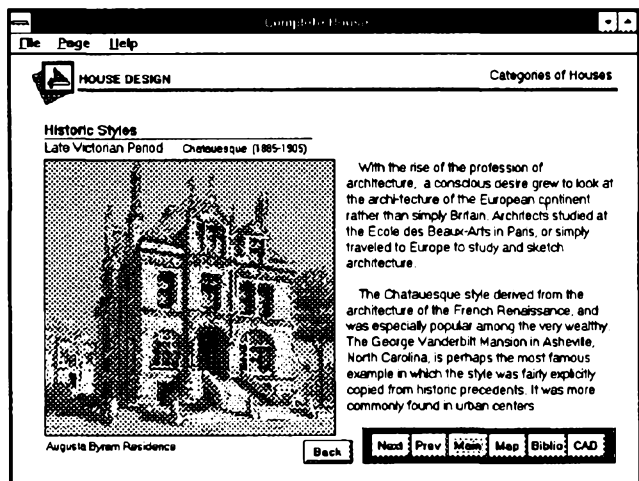 Complete House
File Page Help
HOUSE DESIGN
Categories of Houses
Historic Styles
Late Victorian Period Chatauesque (1885-1905)
With the rise of the profession of
architecture, a conscious desire grew to look at
the archi-tecture of the European continent
rather than simply Britain. Architects studied at
the Ecole des Beaux-Arts in Paris, or simply
traveled to Europe to study and sketch
architecture.
The Chatauesque style derived from the
architecture of the French Renaissance, and
was especially popular among the very wealthy.
The George Vanderbilt Mansion in Asheville,
North Carolina, is perhaps the most famous
example in which the style was fairly explicitly
copied from historic precedents. It was more
commonly found in urban centers
Augusta Byram Residence
Back
Next Prev Main Map Biblio CAD